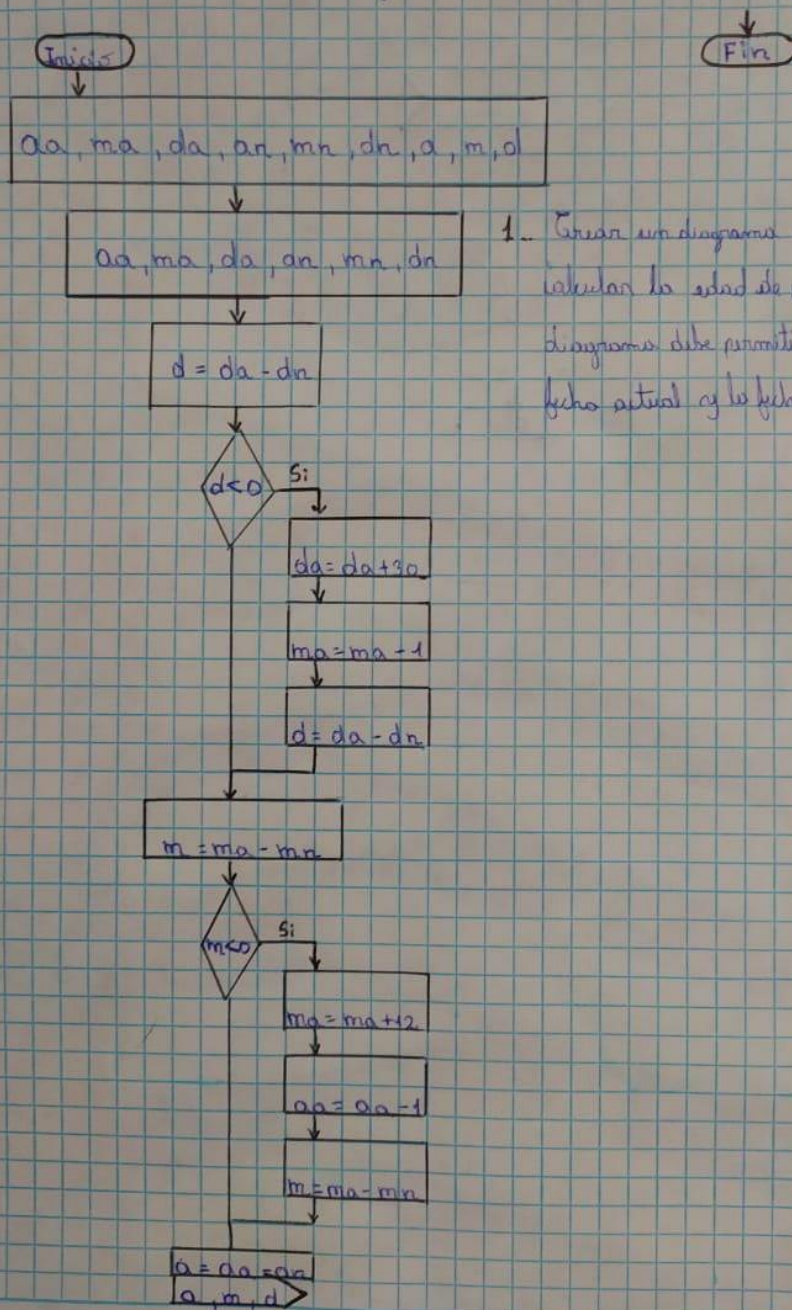 Inicio
Fin
aa, ma, da, an, mn, dn, a, m, d
aa, ma, da, an, mn, dn
1.. Crear un diagrama
calcular la edad de
diagrama debe permiti
fecha actual y la fech
d = da - dn
d<0
Si
da = da+30
ma = ma - 1
d = da - dn
m = ma - mn
m<0
Si
ma = ma +12
aa = aa -1
m = ma - mn
a = aa = an
a, m, d